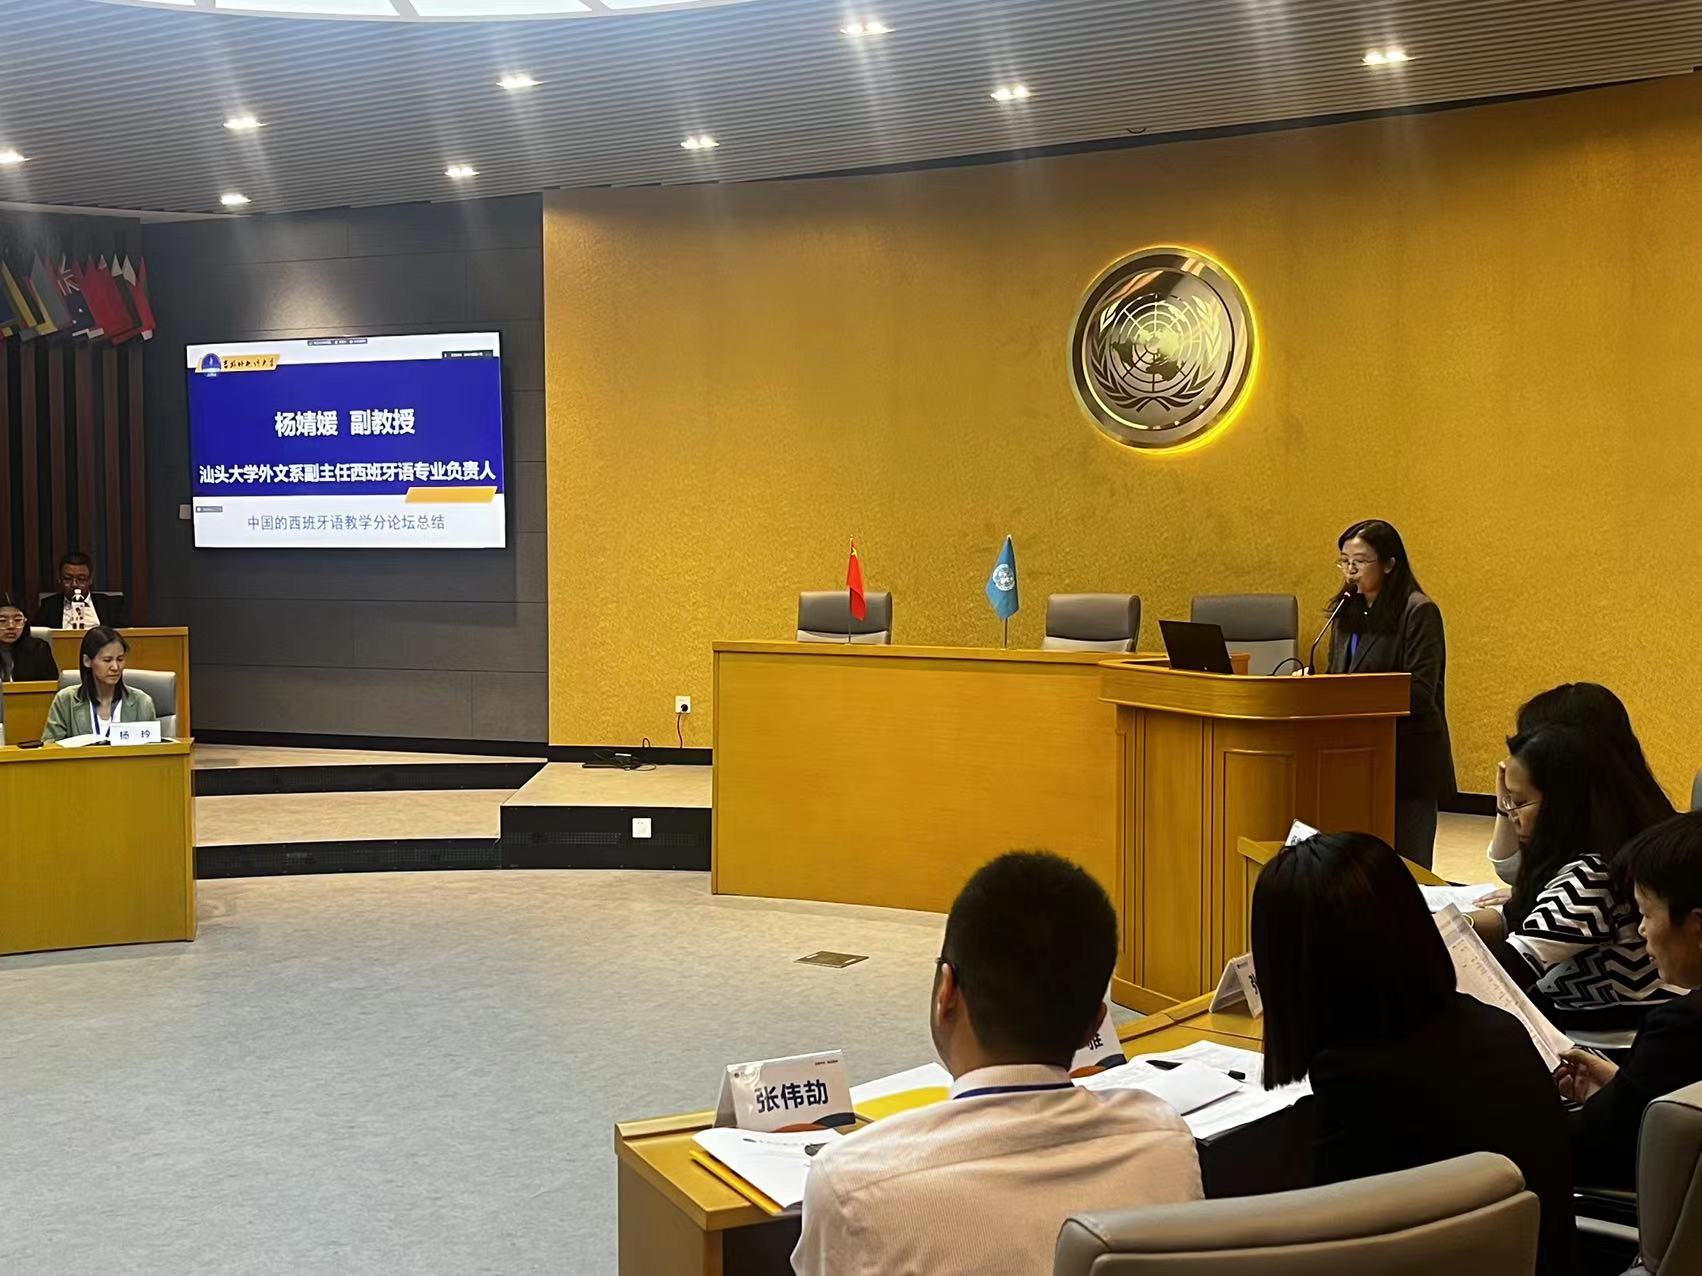 杨婧媛 副教授
汕头大学外文系副主任西班牙语专业负责人
中国的西班牙语教学分论坛总结
杨 玲
张伟劼